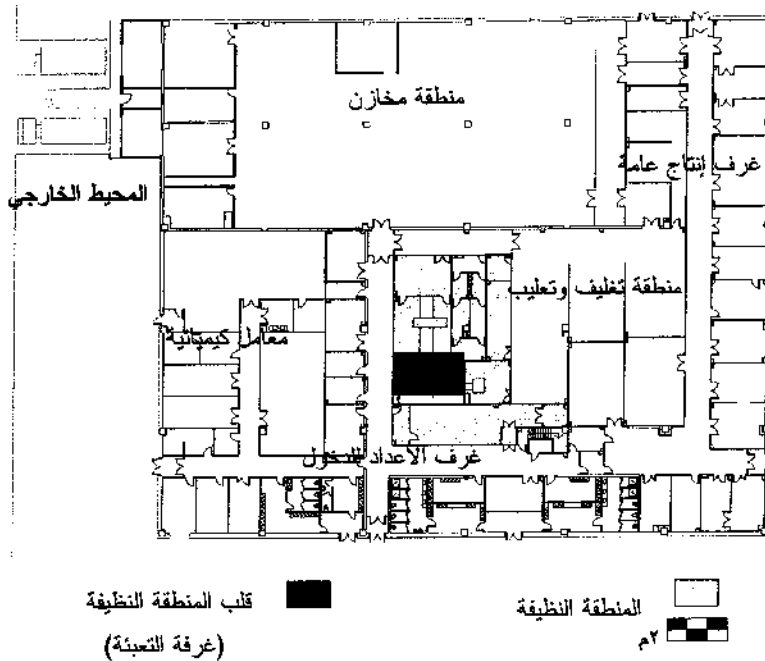 منطقة مخازن
غرف إنتاج عامة
المحيط الخارجي
منطقة تغليف وتعليب
معامل كيميائية
غرف الاعداد للدخول
المنطقة النظيفة
قلب المنطقة النظيفة
(غرفة التعبئة)
٢م